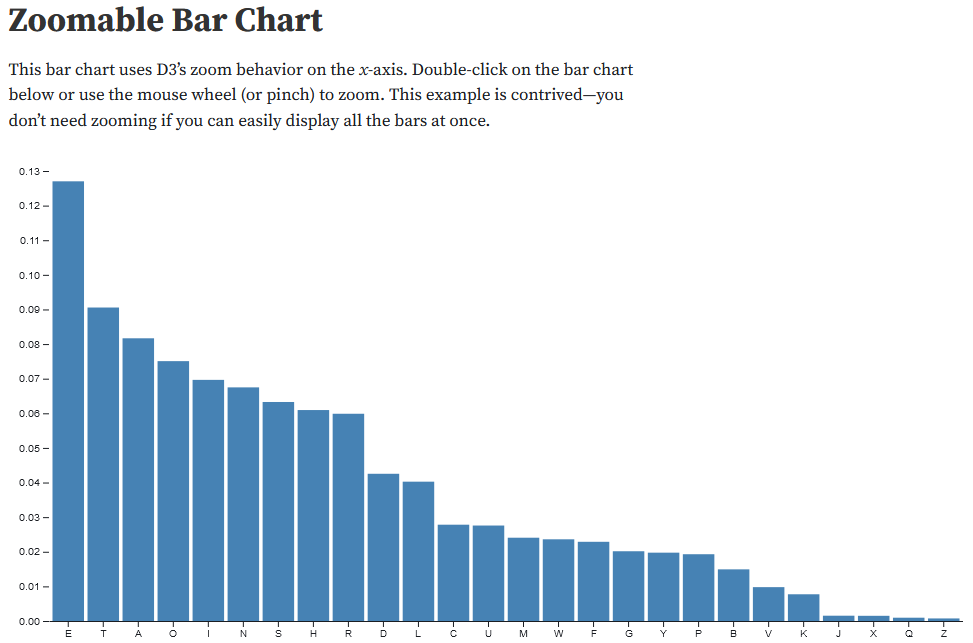 Zoomable Bar Chart
This bar chart uses D3’s zoom behavior on the x-axis. Double-click on the bar chart
below or use the mouse wheel (or pinch) to zoom. This example is contrived—you
don’t need zooming if you can easily display all the bars at once.
0.13
0.12
0.11
0.10
0.09
0.08
0.07
0.06
0.05
0.04
0.03
0.02
0.01
0.00
E T A O I N S H R D L C U M W F G Y P B V K J X Q Z